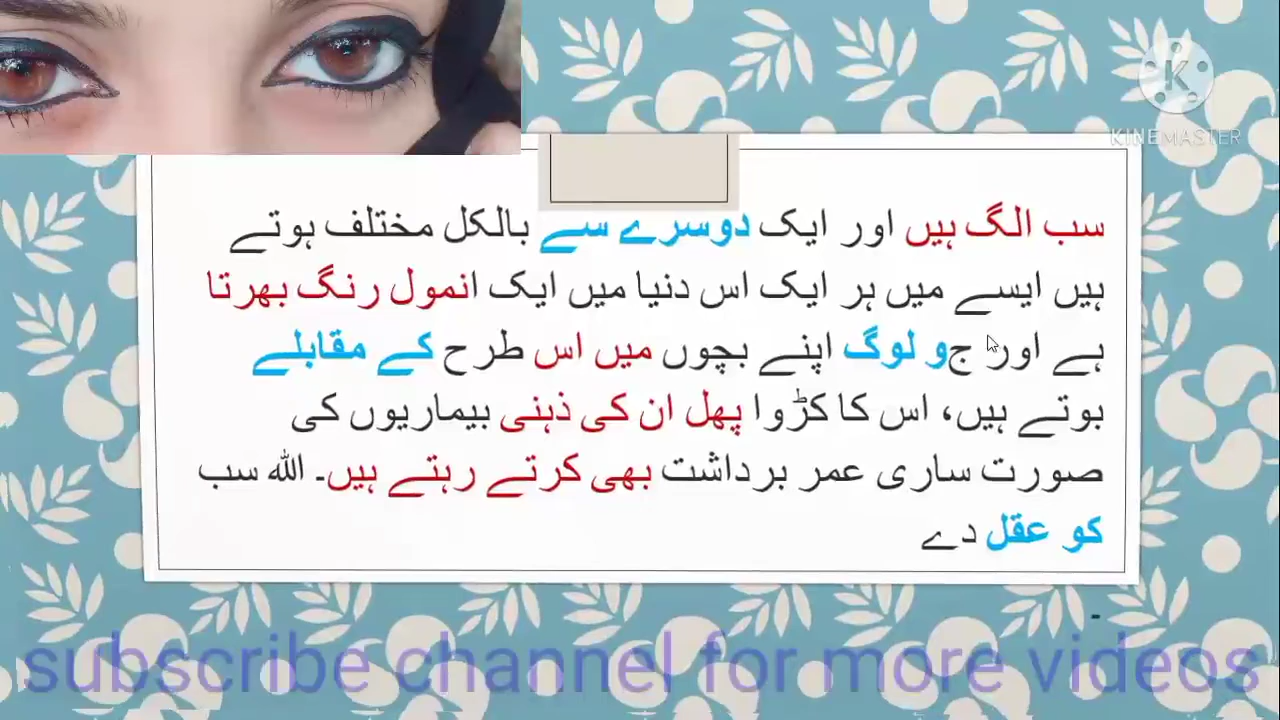 KINEMASTER
سب الگ ہیں اور ایک دوسرے سے بالکل مختلف ہوتے
ہیں ایسے میں ہر ایک اس دنیا میں ایک انمول رنگ بھرتا
ہے اور جو لوگ اپنے بچوں میں اس طرح کے مقابلے
بوتے ہیں، اس کا کڑوا پھل ان کی ذہنی بیماریوں کی
صورت ساری عمر برداشت بھی کرتے رہتے ہیں۔ اللہ سب
کو عقل دے
۔
subscribe channel for more videos